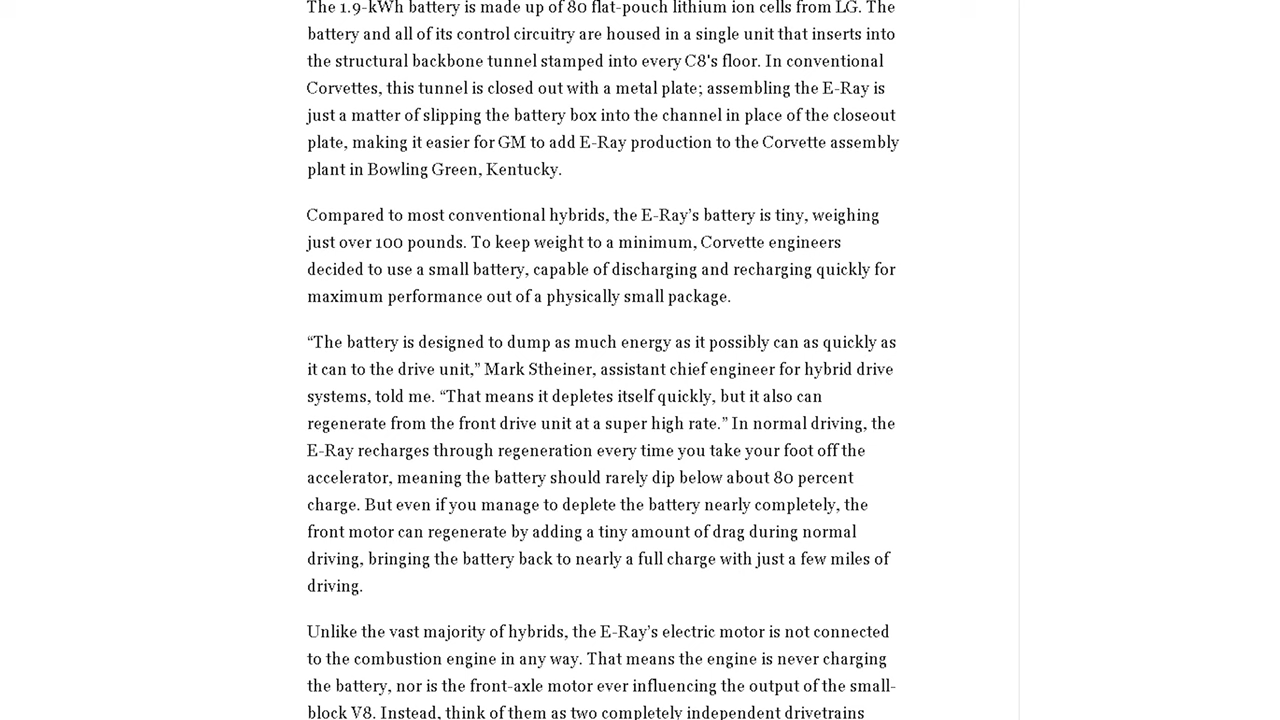 The 1.9-kWh battery is made up of 80 flat-pouch lithium ion cells from LG. The
battery and all of its control circuitry are housed in a single unit that inserts into
the structural backbone tunnel stamped into every C8's floor. In conventional
Corvettes, this tunnel is closed out with a metal plate; assembling the E-Ray is
just a matter of slipping the battery box into the channel in place of the closeout
plate, making it easier for GM to add E-Ray production to the Corvette assembly
plant in Bowling Green, Kentucky.
Compared to most conventional hybrids, the E-Ray’s battery is tiny, weighing
just over 100 pounds. To keep weight to a minimum, Corvette engineers
decided to use a small battery, capable of discharging and recharging quickly for
maximum performance out of a physically small package.
“The battery is designed to dump as much energy as it possibly can as quickly as
it can to the drive unit,” Mark Stheiner, assistant chief engineer for hybrid drive
systems, told me. “That means it depletes itself quickly, but it also can
regenerate from the front drive unit at a super high rate.” In normal driving, the
E-Ray recharges through regeneration every time you take your foot off the
accelerator, meaning the battery should rarely dip below about 80 percent
charge. But even if you manage to deplete the battery nearly completely, the
front motor can regenerate by adding a tiny amount of drag during normal
driving, bringing the battery back to nearly a full charge with just a few miles of
driving.
Unlike the vast majority of hybrids, the E-Ray’s electric motor is not connected
to the combustion engine in any way. That means the engine is never charging
the battery, nor is the front-axle motor ever influencing the output of the small-
block V8. Instead, think of them as two completely independent drivetrains